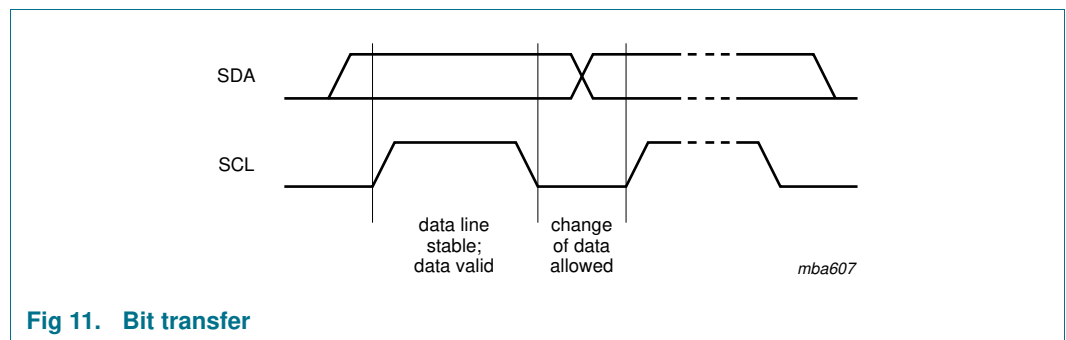 SDA
SCL
data line
stable;
data valid
change
of data
allowed
mba607
Fig 11. Bit transfer